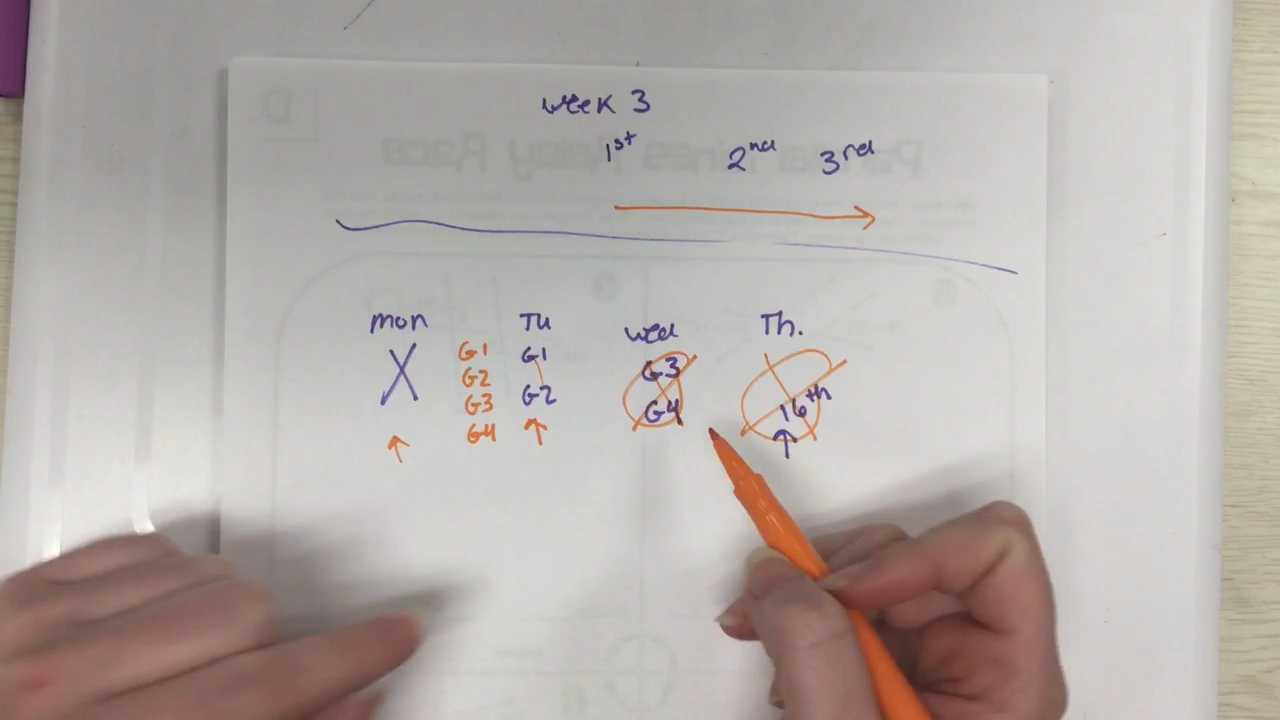 week 3
1st 2nd 3rd
mon Tu Wed Th.
X G1 G1 G3
G2 G2 G4 16th
G3
G4